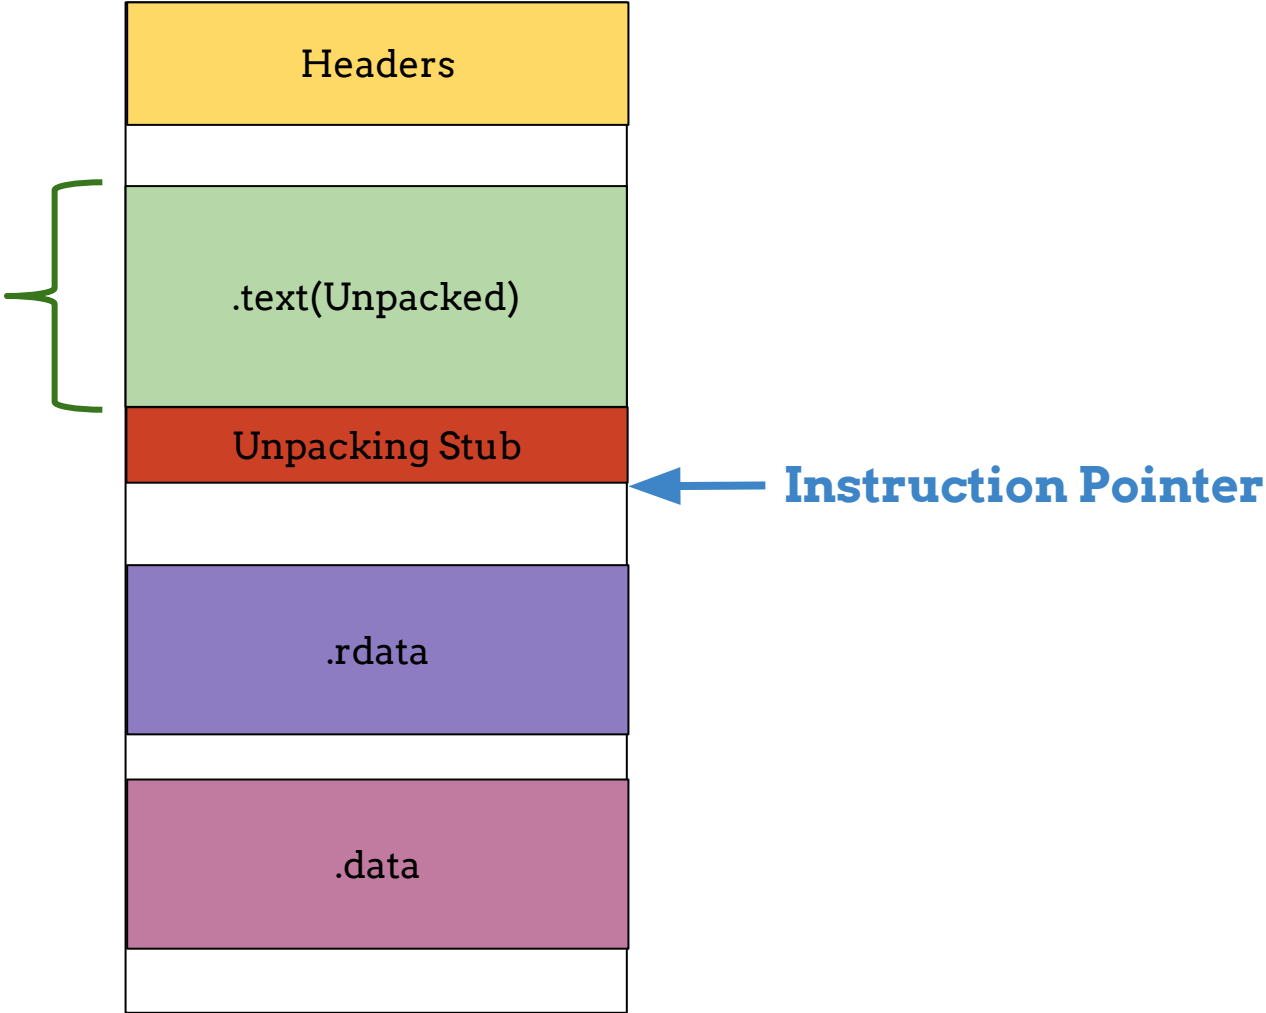 Headers
.text(Unpacked)
Unpacking Stub
Instruction Pointer
.rdata
.data